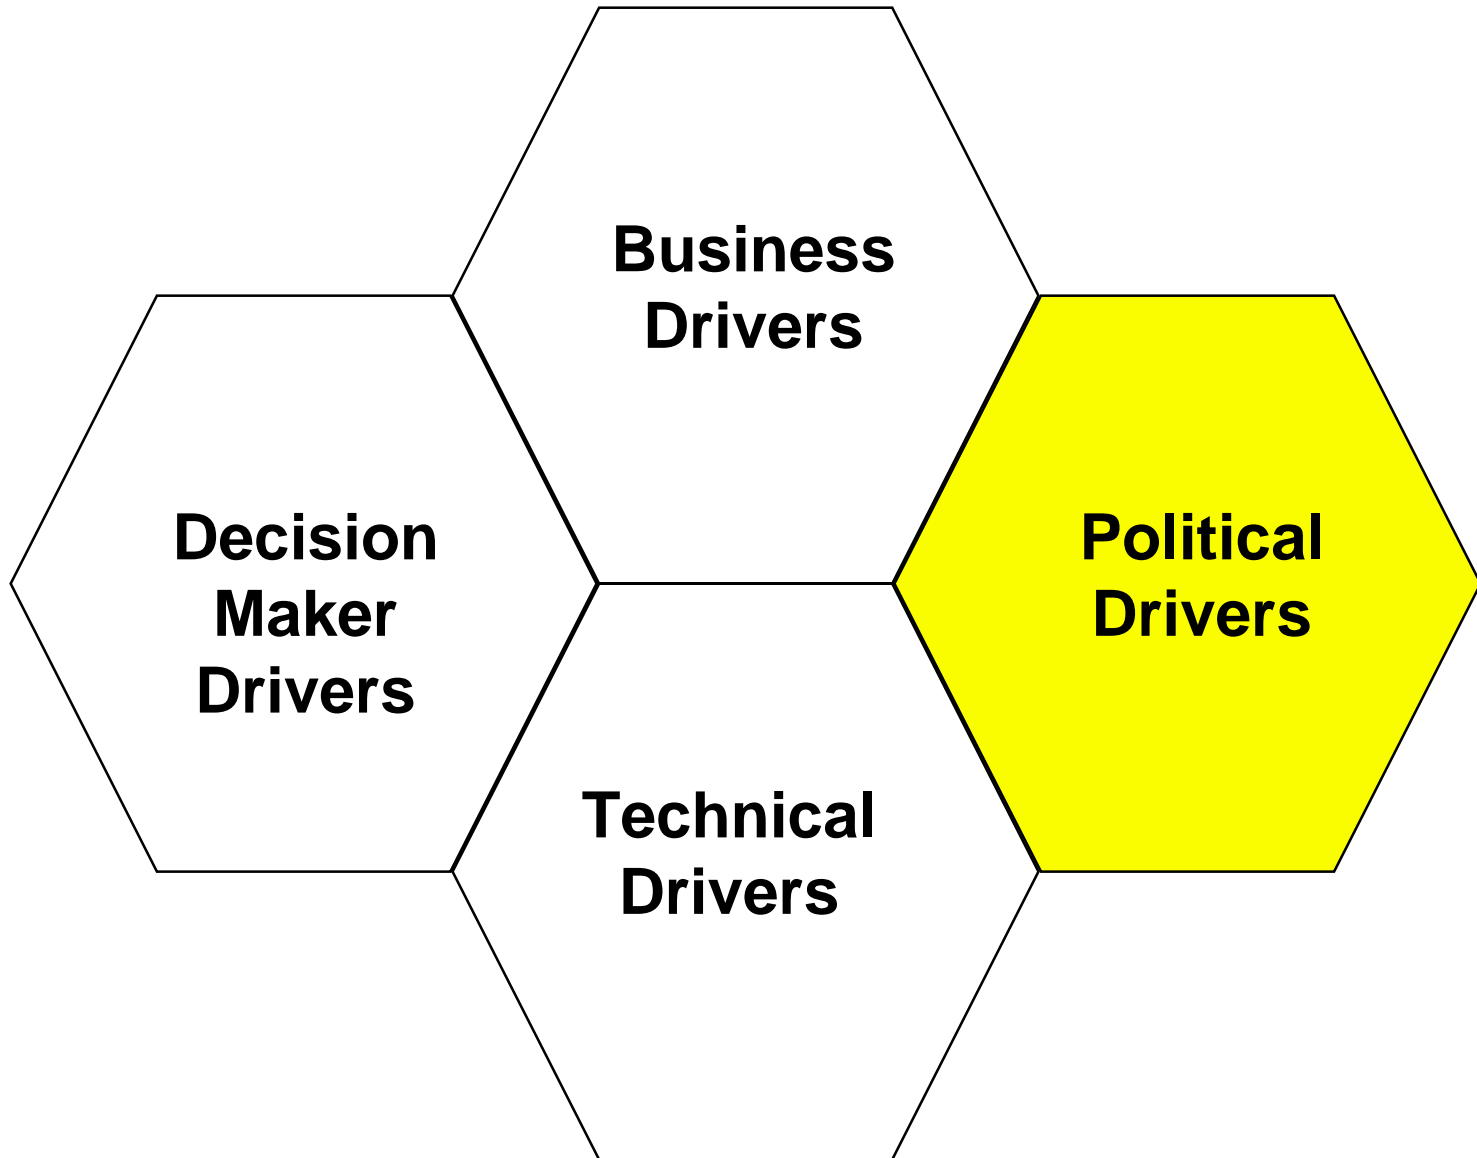 Business
Drivers
Decision
Maker
Drivers
Political
Drivers
Technical
Drivers